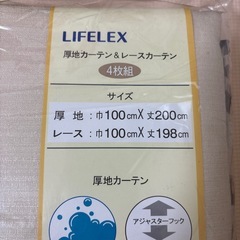 LIFELEX
厚地カーテン＆レースカーテン
4枚組
サイズ
厚地：巾100cm X 丈200cm
レース：巾100cm X 丈198cm
厚地カーテン
アジャスターフック